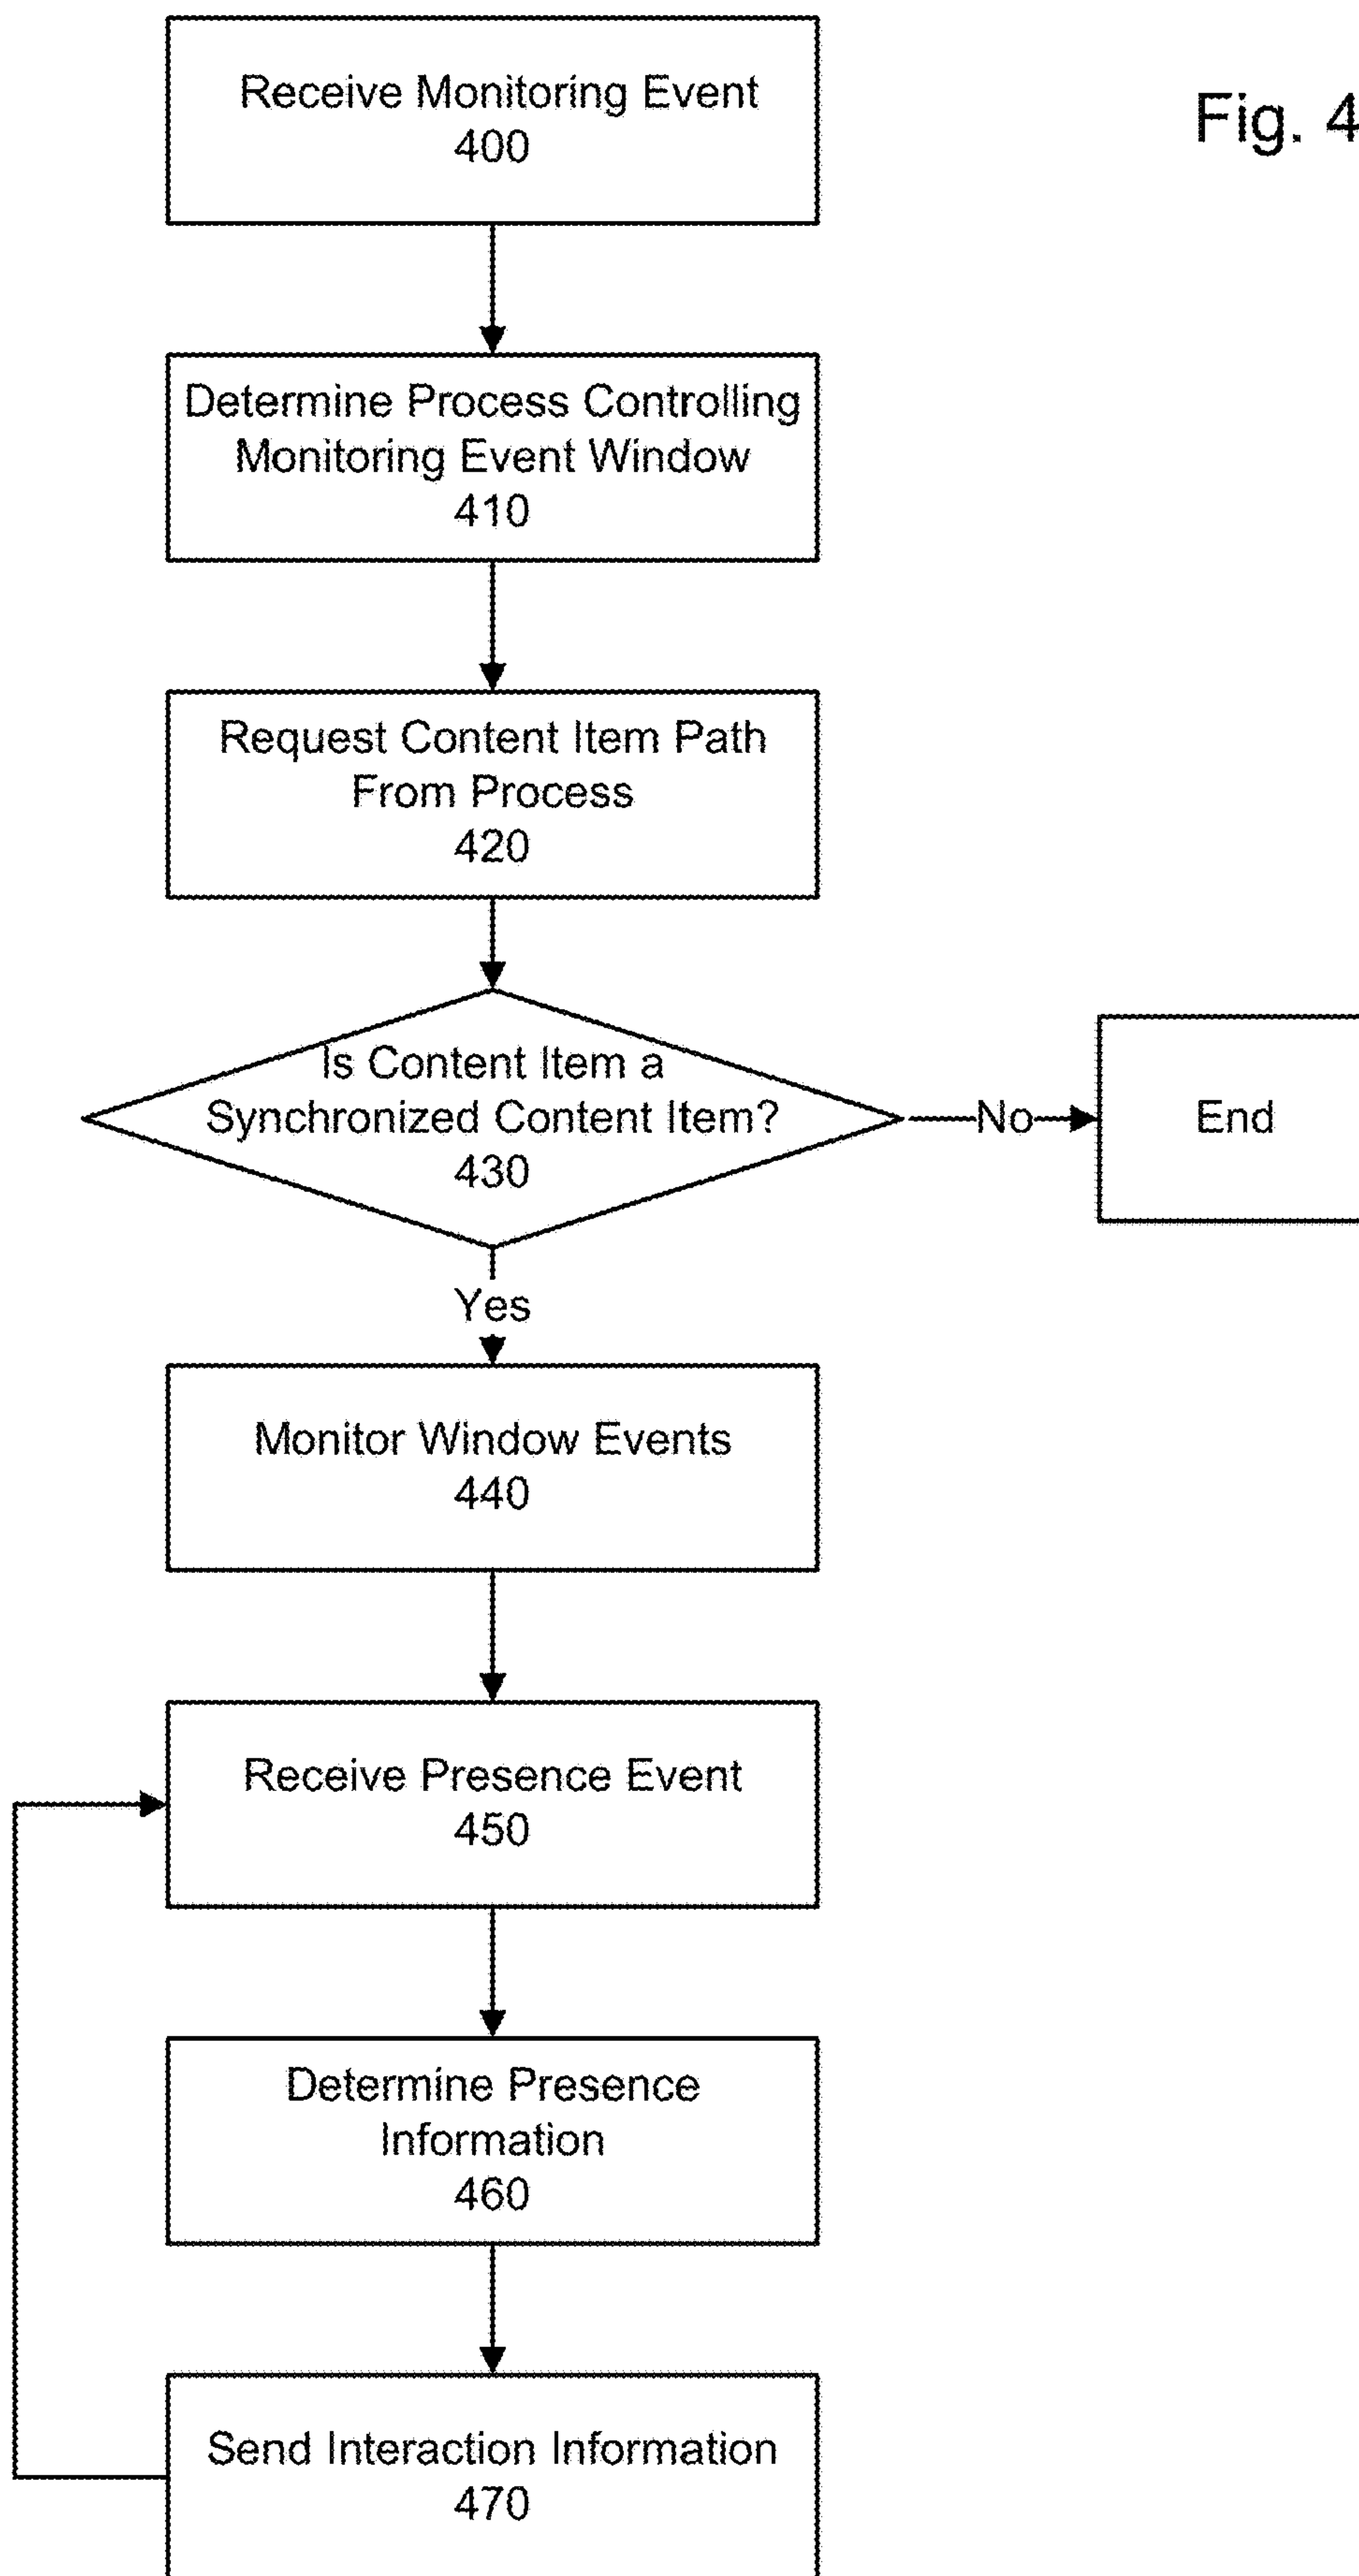 Fig. 4
Receive Monitoring Event
400
Determine Process Controlling
Monitoring Event Window
410
Request Content Item Path
From Process
420
Is Content Item a
Synchronized Content Item?
430
No
End
Yes
Monitor Window Events
440
Receive Presence Event
450
Determine Presence
Information
460
Send Interaction Information
470